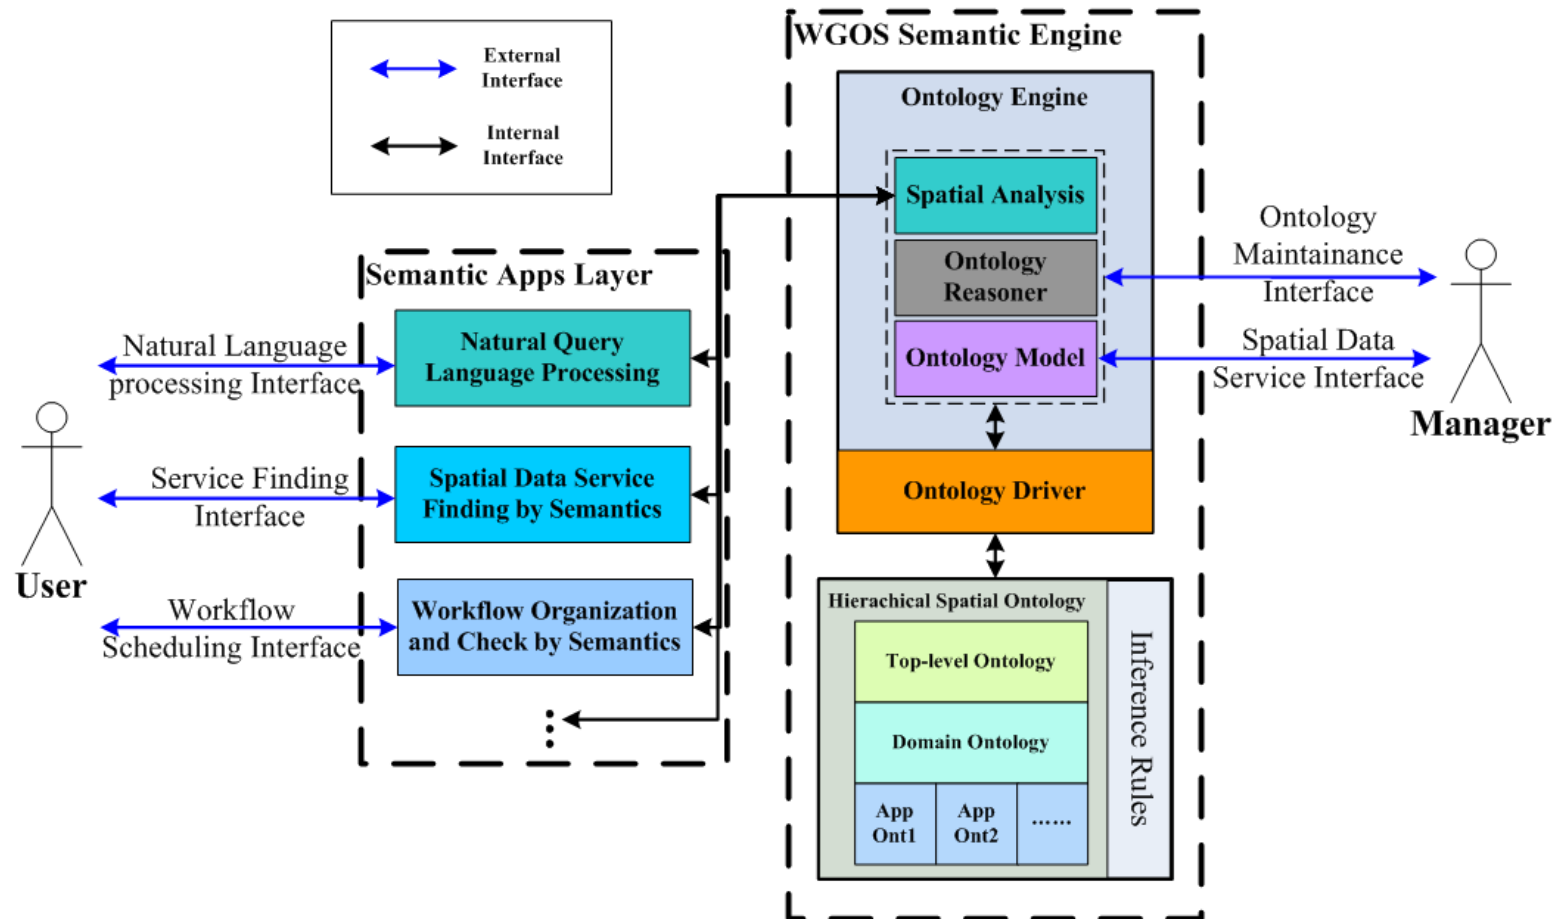 External
Interface
Internal
Interface
WGOS Semantic Engine
Ontology Engine
Spatial Analysis
Ontology
Reasoner
Ontology Model
Ontology Driver
Hierachical Spatial Ontology
Top-level Ontology
Domain Ontology
App
Ont1
App
Ont2
......
Inference Rules
Semantic Apps Layer
Natural Query
Language Processing
Spatial Data Service
Finding by Semantics
Workflow Organization
and Check by Semantics
Natural Language
processing Interface
Service Finding
Interface
Workflow
Scheduling Interface
User
Ontology
Maintainance
Interface
Spatial Data
Service Interface
Manager